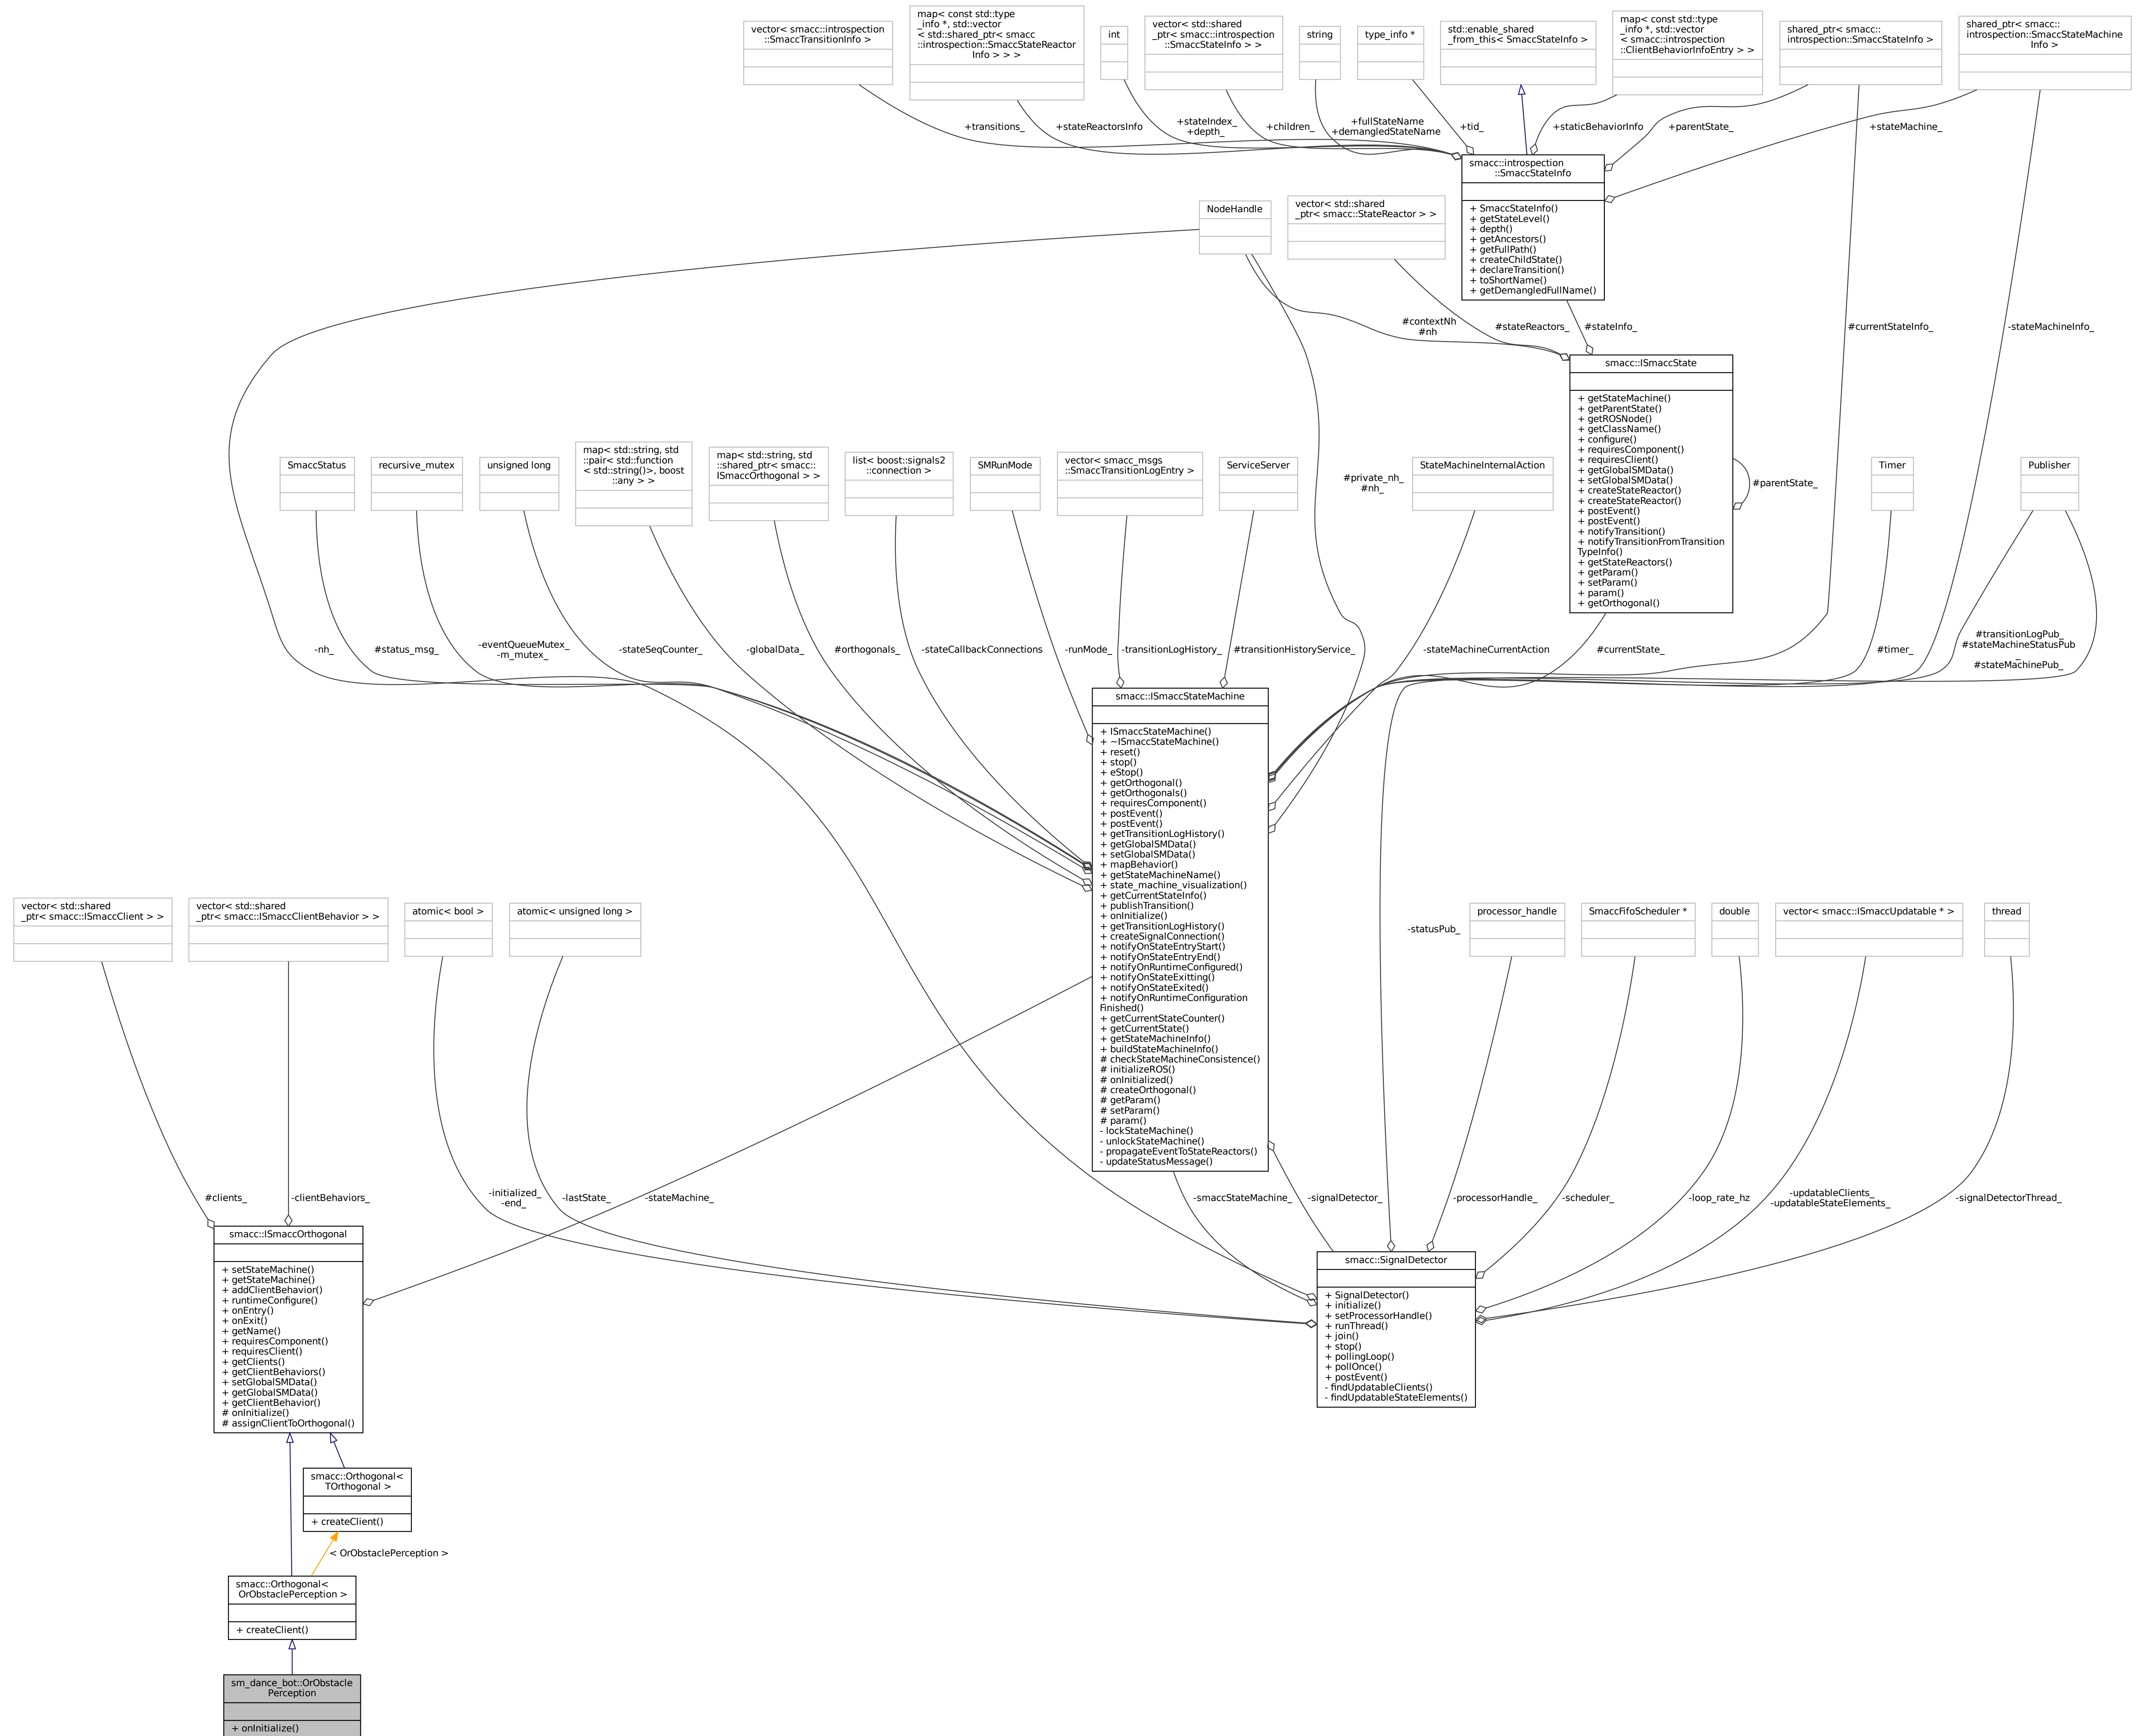 vector< smacc::introspection
::SmaccTransitionInfo >
map< const std::type
_info *, std::vector
< std::shared_ptr< smacc
::introspection::SmaccStateReactor
Info > > >
int
vector< std::shared
_ptr< smacc::introspection
::SmaccStateInfo > >
string
type_info *
std::enable_shared
_from_this< SmaccStateInfo >
map< const std::type
_info *, std::vector
< smacc::introspection
::ClientBehaviorInfoEntry > >
shared_ptr< smacc::
introspection::SmaccStateInfo >
shared_ptr< smacc::
introspection::SmaccStateMachine
Info >
+transitions_
+stateReactorsInfo
+stateIndex_
+depth_
+children_
+fullStateName
+demangledStateName
+tid_
+staticBehaviorInfo
+parentState_
+stateMachine_
smacc::introspection
::SmaccStateInfo
+ SmaccStateInfo()
+ getStateLevel()
+ depth()
+ getAncestors()
+ getFullPath()
+ createChildState()
+ declareTransition()
+ toShortName()
+ getDemangledFullName()
NodeHandle
vector< std::shared
_ptr< smacc::StateReactor > >
#contextNh
#nh
#stateReactors_
#stateInfo_
#currentStateInfo_
-stateMachineInfo_
smacc::ISmaccState
+ getStateMachine()
+ getParentState()
+ getROSNode()
+ getClassName()
+ configure()
+ requiresComponent()
+ requiresClient()
+ getGlobalSMData()
+ setGlobalSMData()
+ createStateReactor()
+ createStateReactor()
+ postEvent()
+ postEvent()
+ notifyTransition()
+ notifyTransitionFromTransition
TypeInfo()
+ getStateReactors()
+ getParam()
+ setParam()
+ param()
+ getOrthogonal()
#parentState_
SmaccStatus
recursive_mutex
unsigned long
map< std::string, std
::pair< std::function
< std::string()>, boost
::any > >
map< std::string, std
::shared_ptr< smacc::
ISmaccOrthogonal > >
list< boost::signals2
::connection >
SMRunMode
vector< smacc_msgs
::SmaccTransitionLogEntry >
ServiceServer
#private_nh_
#nh_
StateMachineInternalAction
Timer
Publisher
-nh_
#status_msg_
-eventQueueMutex_
-m_mutex_
-stateSeqCounter_
-globalData_
#orthogonals_
-stateCallbackConnections
-runMode_
-transitionLogHistory_
#transitionHistoryService_
-stateMachineCurrentAction
#currentState_
#timer_
#transitionLogPub_
#stateMachineStatusPub
_
#stateMachinePub_
smacc::ISmaccStateMachine
+ ISmaccStateMachine()
+ ~ISmaccStateMachine()
+ reset()
+ stop()
+ eStop()
+ getOrthogonal()
+ getOrthogonals()
+ requiresComponent()
+ postEvent()
+ postEvent()
+ getTransitionLogHistory()
+ getGlobalSMData()
+ setGlobalSMData()
+ mapBehavior()
+ getStateMachineName()
+ state_machine_visualization()
+ getCurrentStateInfo()
+ publishTransition()
+ onInitialize()
+ getTransitionLogHistory()
+ createSignalConnection()
+ notifyOnStateEntryStart()
+ notifyOnStateEntryEnd()
+ notifyOnRuntimeConfigured()
+ notifyOnStateExitting()
+ notifyOnStateExited()
+ notifyOnRuntimeConfiguration
Finished()
+ getCurrentStateCounter()
+ getCurrentState()
+ getStateMachineInfo()
+ buildStateMachineInfo()
# checkStateMachineConsistence()
# initializeROS()
# onInitialized()
# createOrthogonal()
# getParam()
# setParam()
# param()
- lockStateMachine()
- unlockStateMachine()
- propagateEventToStateReactors()
- updateStatusMessage()
vector< std::shared
_ptr< smacc::ISmaccClient > >
vector< std::shared
_ptr< smacc::ISmaccClientBehavior > >
atomic< bool >
atomic< unsigned long >
-statusPub_
processor_handle
SmaccFifoScheduler *
double
vector< smacc::ISmaccUpdatable * >
thread
#clients_
-clientBehaviors_
-initialized_
-end_
-lastState_
-stateMachine_
-smaccStateMachine_
-signalDetector_
-processorHandle_
-scheduler_
-loop_rate_hz
-updatableClients_
-updatableStateElements_
-signalDetectorThread_
smacc::ISmaccOrthogonal
+ setStateMachine()
+ getStateMachine()
+ addClientBehavior()
+ runtimeConfigure()
+ onEntry()
+ onExit()
+ getName()
+ requiresComponent()
+ requiresClient()
+ getClients()
+ getClientBehaviors()
+ setGlobalSMData()
+ getGlobalSMData()
+ getClientBehavior()
# onInitialize()
# assignClientToOrthogonal()
smacc::SignalDetector
+ SignalDetector()
+ initialize()
+ setProcessorHandle()
+ runThread()
+ join()
+ stop()
+ pollingLoop()
+ pollOnce()
+ postEvent()
- findUpdatableClients()
- findUpdatableStateElements()
smacc::Orthogonal<
TOrthogonal >
+ createClient()
< OrObstaclePerception >
smacc::Orthogonal<
OrObstaclePerception >
+ createClient()
sm_dance_bot::OrObstacle
Perception
+ onInitialize()